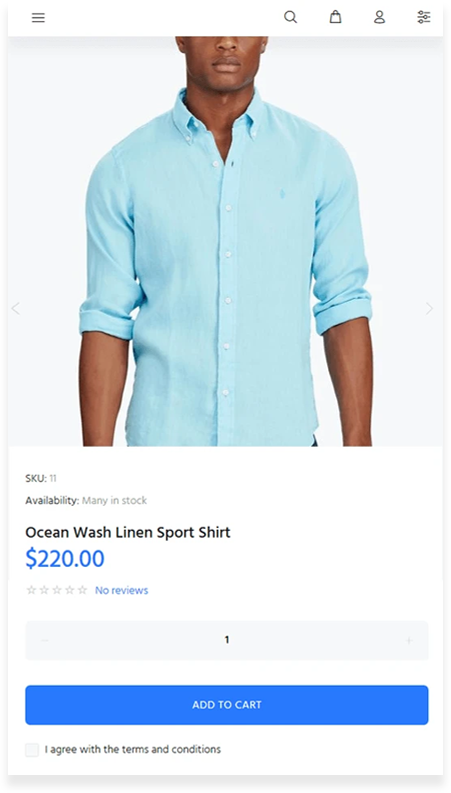 SKU: 11
Availability: Many in stock
Ocean Wash Linen Sport Shirt
$220.00
No reviews
1
ADD TO CART
I agree with the terms and conditions